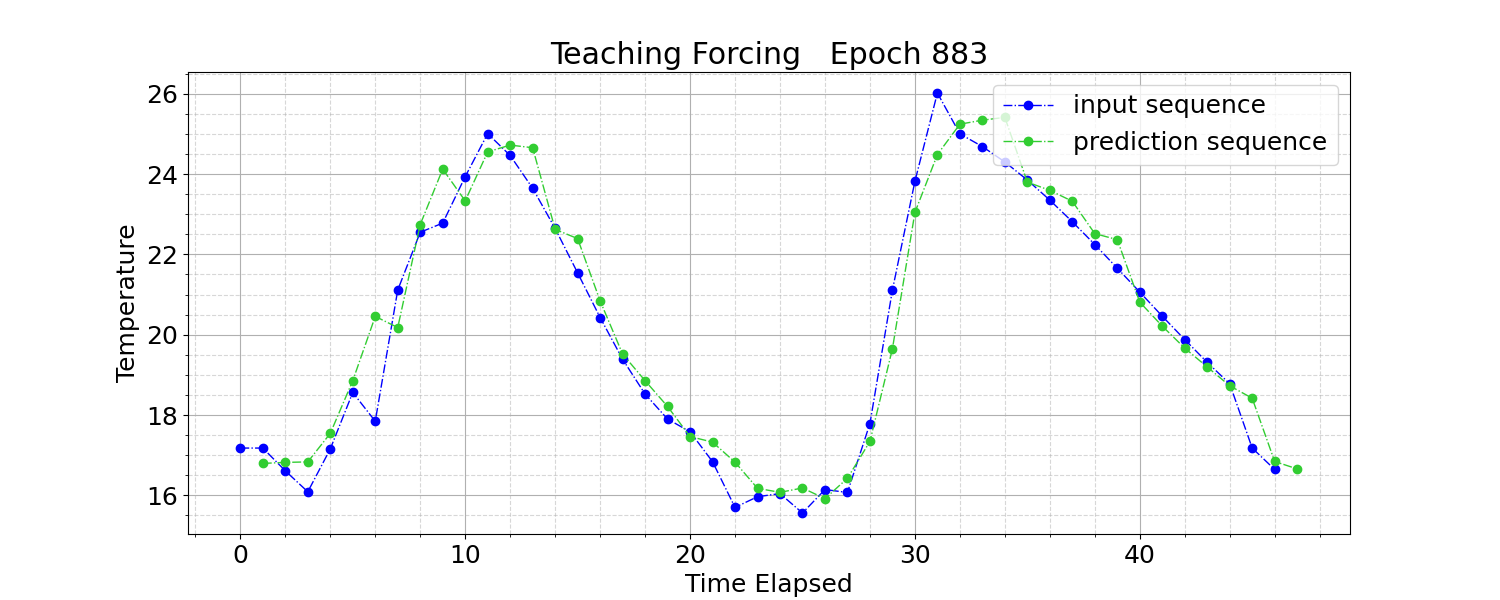 Teaching Forcing   Epoch 883
input sequence
prediction sequence
Temperature
26
24
22
20
18
16
0 10 20 30 40
Time Elapsed